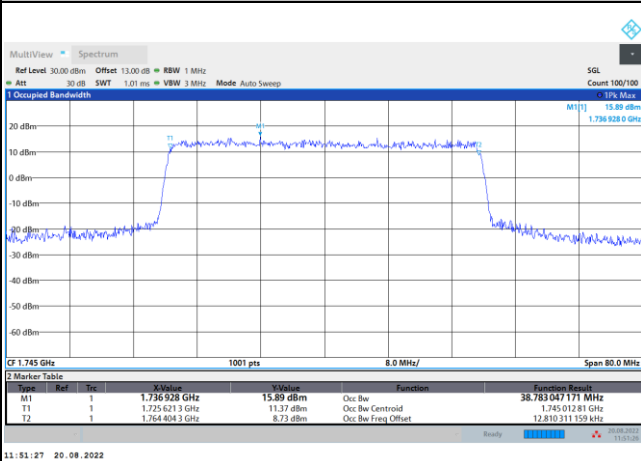 MultiView Spectrum
Ref Level 30.00 dBm Offset 13.00 dB RBW 1 MHz SGL
Att 30 dB SWT 1.01 ms VBW 3 MHz Mode Auto Sweep Count 100/100
1 Occupied Bandwidth 1Pk Max
M1[1] 15.89 dBm
1.736 928 0 GHz
20 dBm
M1
T1
T2
10 dBm
0 dBm
-10 dBm
-20 dBm
-30 dBm
-40 dBm
-50 dBm
-60 dBm
CF 1.745 GHz 1001 pts 8.0 MHz/ Span 80.0 MHz
2 Marker Table
Type Ref Trc X-Value Y-Value Function Function Result
M1 1 1.736 928 GHz 15.89 dBm Occ Bw 38.783 047 171 MHz
T1 1 1.725 621 3 GHz 11.37 dBm Occ Bw Centroid 1.745 012 81 GHz
T2 1 1.764 404 3 GHz 8.73 dBm Occ Bw Freq Offset 12.810 311 159 kHz
Ready 20.08.2022
11:51:26
11:51:27 20.08.2022